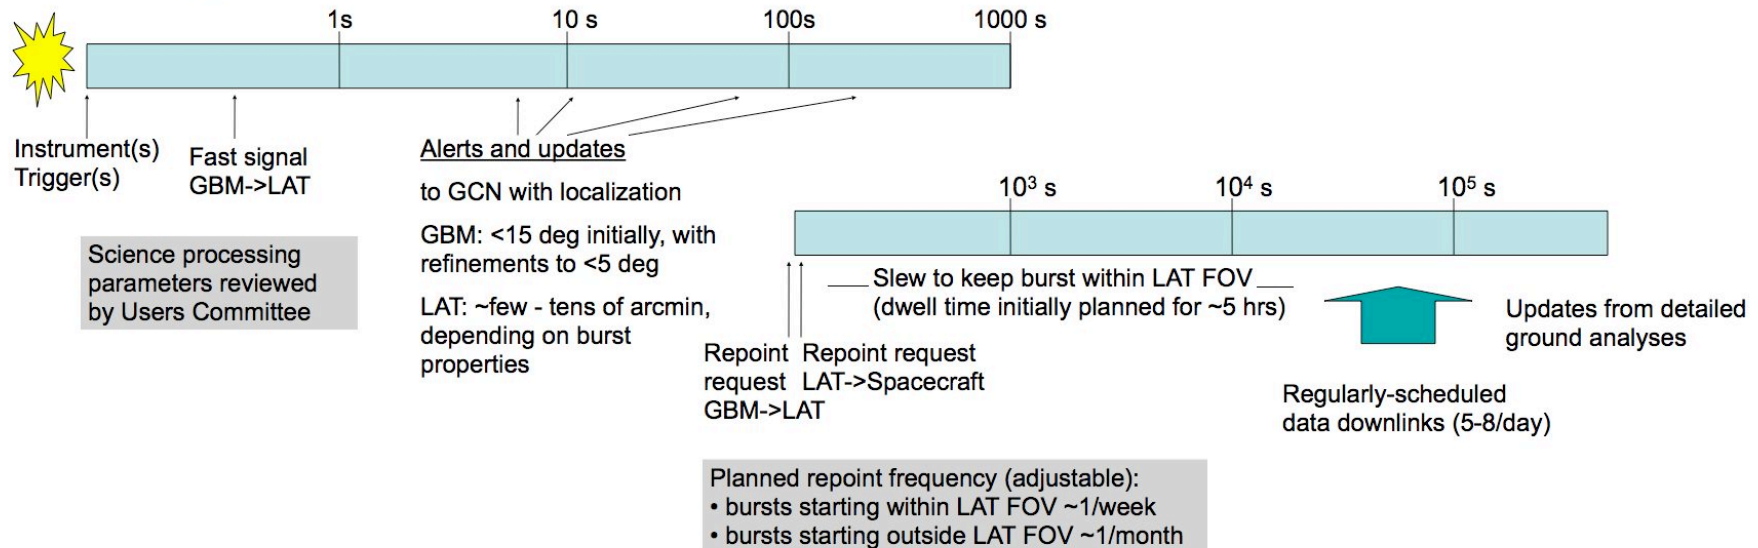 1s
10 s
100s
1000 s
Instrument(s)
Trigger(s)
Fast signal
GBM->LAT
Alerts and updates
to GCN with localization
GBM: <15 deg initially, with
refinements to <5 deg
LAT: ~few - tens of arcmin,
depending on burst
properties
Science processing
parameters reviewed
by Users Committee
10³ s
10⁴ s
10⁵ s
Slew to keep burst within LAT FOV
(dwell time initially planned for ~5 hrs)
Repoint
request
GBM->LAT
Repoint request
LAT->Spacecraft
Updates from detailed
ground analyses
Regularly-scheduled
data downlinks (5-8/day)
Planned repoint frequency (adjustable):
• bursts starting within LAT FOV ~1/week
• bursts starting outside LAT FOV ~1/month